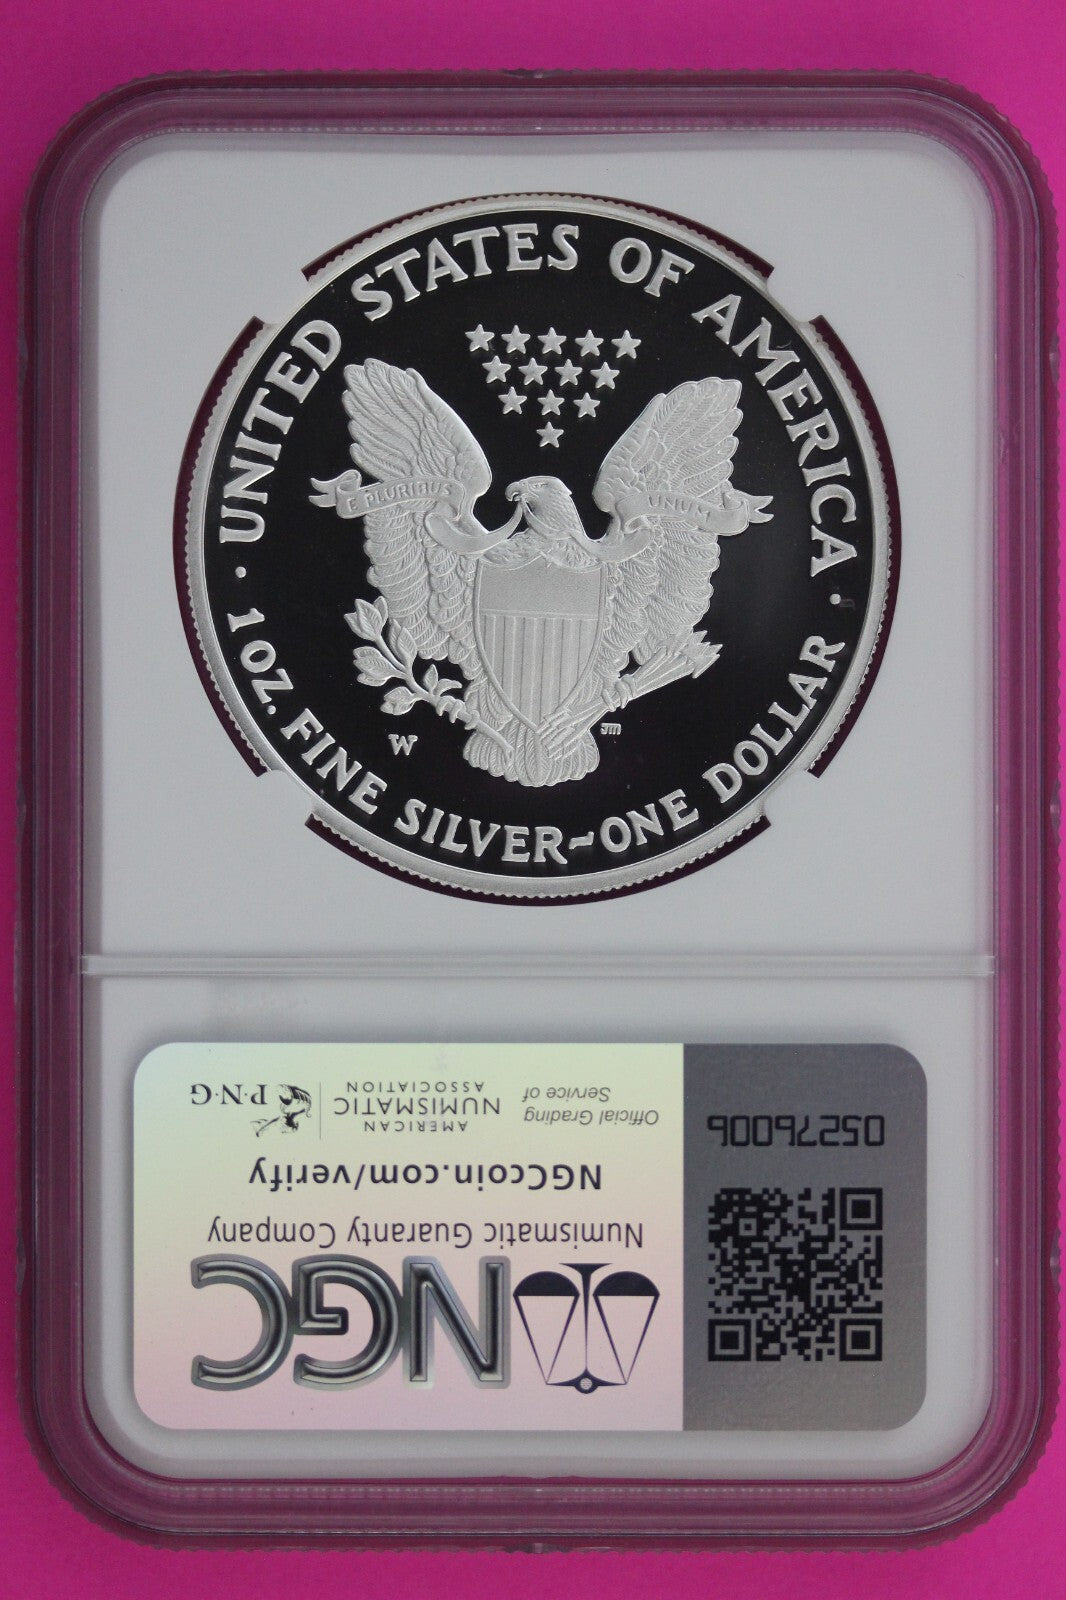 UNITED STATES OF AMERICA
E PLURIBUS UNUM
W
JM
1 OZ. FINE SILVER~ONE DOLLAR
NGC
Numismatic Guaranty Company
NGCcoin.com/verify
Official Grading
Service of
AMERICAN
NUMISMATIC
ASSOCIATION
P·N·G
05276006